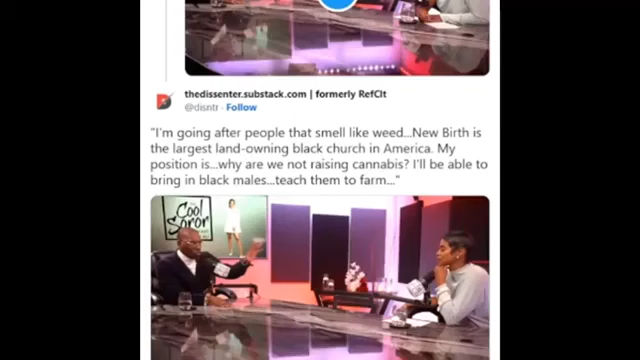 thedissenter.substack.com | formerly RefClt
@disntr · Follow
"I'm going after people that smell like weed...New Birth is
the largest land-owning black church in America. My
position is...why are we not raising cannabis? I'll be able to
bring in black males...teach them to farm..."
Cool
Soror